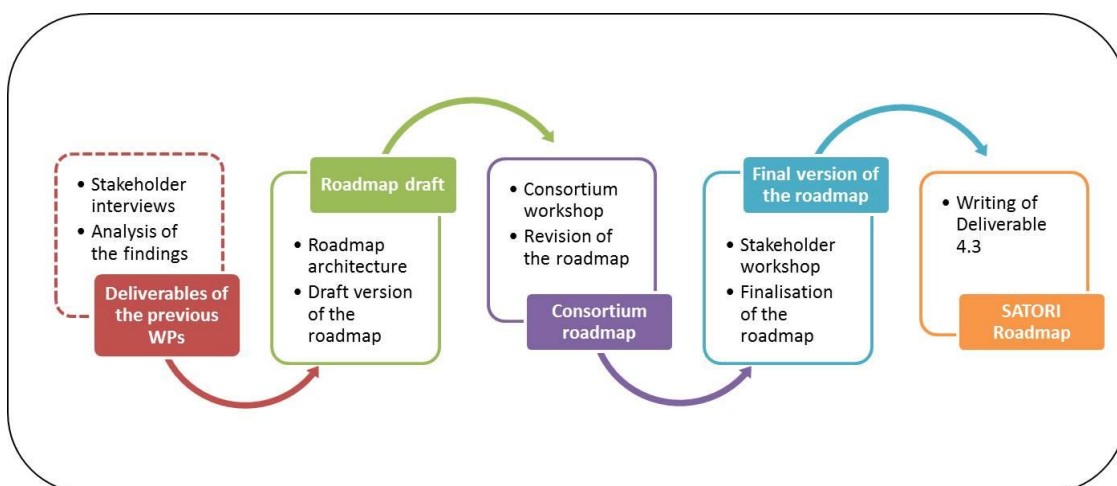 • Stakeholder
interviews
• Analysis of
the findings
Deliverables of
the previous
WPs
Roadmap draft
• Roadmap
architecture
• Draft version
of the
roadmap
• Consortium
workshop
• Revision of
the roadmap
Consortium
roadmap
Final version of
the roadmap
• Stakeholder
workshop
• Finalisation
of the
roadmap
• Writing of
Deliverable
4.3
SATORI
Roadmap